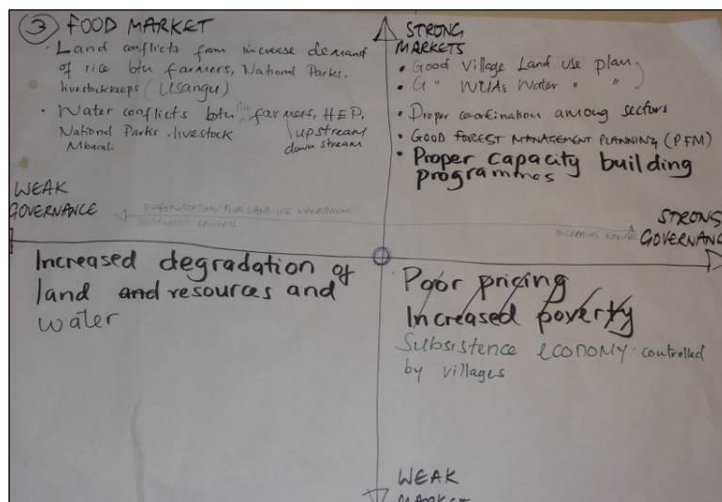 ③ FOOD MARKET
• Land conflicts from increase demand
of rice btn farmers, National Parks.
livestock keeps (Usangu)
• Water conflicts btn farmers, HEP,
National Parks, livestock
Mbarali
upstream
down stream
STRONG
MARKETS
• Good Village Land use plan
• G " WUAs Water " "
• Proper coordination among sectors
• GOOD FOREST MANAGEMENT PLANNING (PFM)
• Proper capacity building
programmes
WEAK
GOVERNANCE
LAND USE
STRONG
GOVERNANCE
INCREASING
Increased degradation of
land and resources and
water
Poor pricing
Increased poverty
Subsistence ECONOMY controlled
by villages
WEAK
MARKET